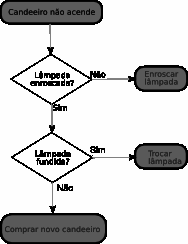 Candeeiro não acende
Lâmpada
enroscada?
Não
Enroscar
lâmpada
Sim
Lâmpada
fundida?
Sim
Trocar
lâmpada
Não
Comprar novo candeeiro